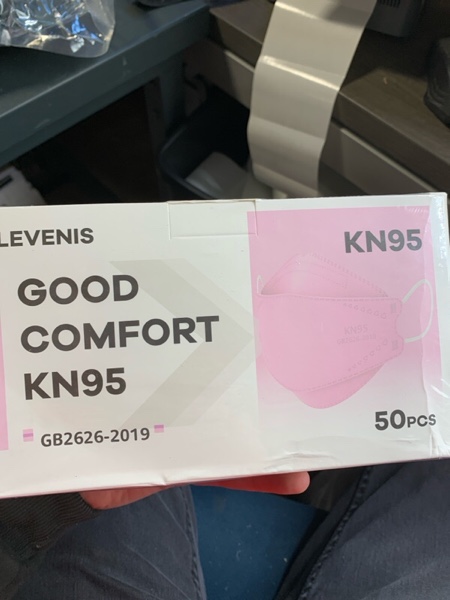 LEVENIS
GOOD
COMFORT
KN95
GB2626-2019
KN95
50PCS